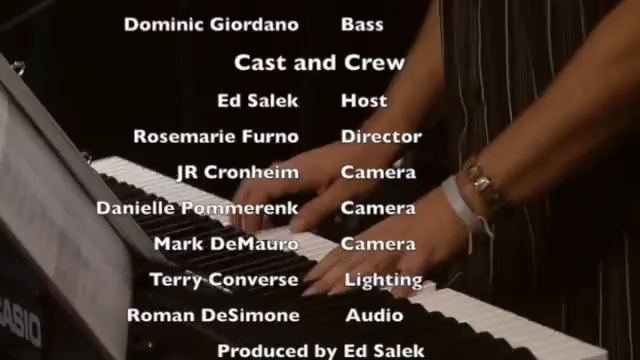 Dominic Giordano Bass
Cast and Crew
Ed Salek Host
Rosemarie Furno Director
JR Cronheim Camera
Danielle Pommerenk Camera
Mark DeMauro Camera
Terry Converse Lighting
Roman DeSimone Audio
CASIO
Produced by Ed Salek